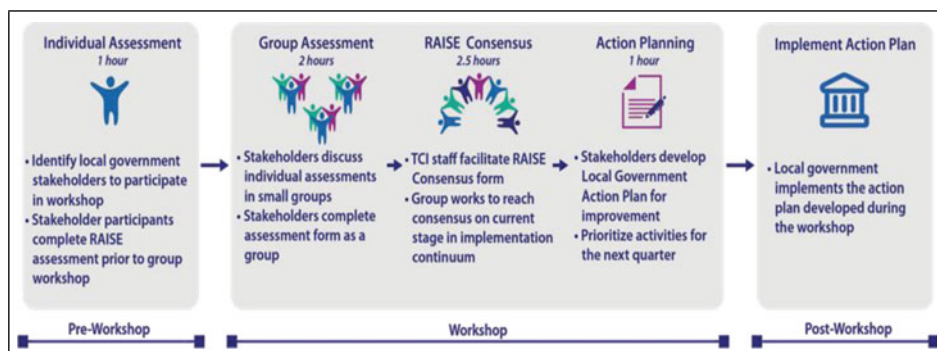 Individual Assessment
1 hour
• Identify local government
stakeholders to participate
in workshop
• Stakeholder participants
complete RAISE
assessment prior to group
workshop
Group Assessment
2 hours
• Stakeholders discuss
individual assessments
in small groups
• Stakeholders complete
assessment form as a
group
RAISE Consensus
2.5 hours
• TCI staff facilitate RAISE
Consensus form
• Group works to reach
consensus on current
stage in implementation
continuum
Action Planning
1 hour
• Stakeholders develop
Local Government
Action Plan for
improvement
• Prioritize activities for
the next quarter
Implement Action Plan
• Local government
implements the action
plan developed during
the workshop
Pre-Workshop
Workshop
Post-Workshop